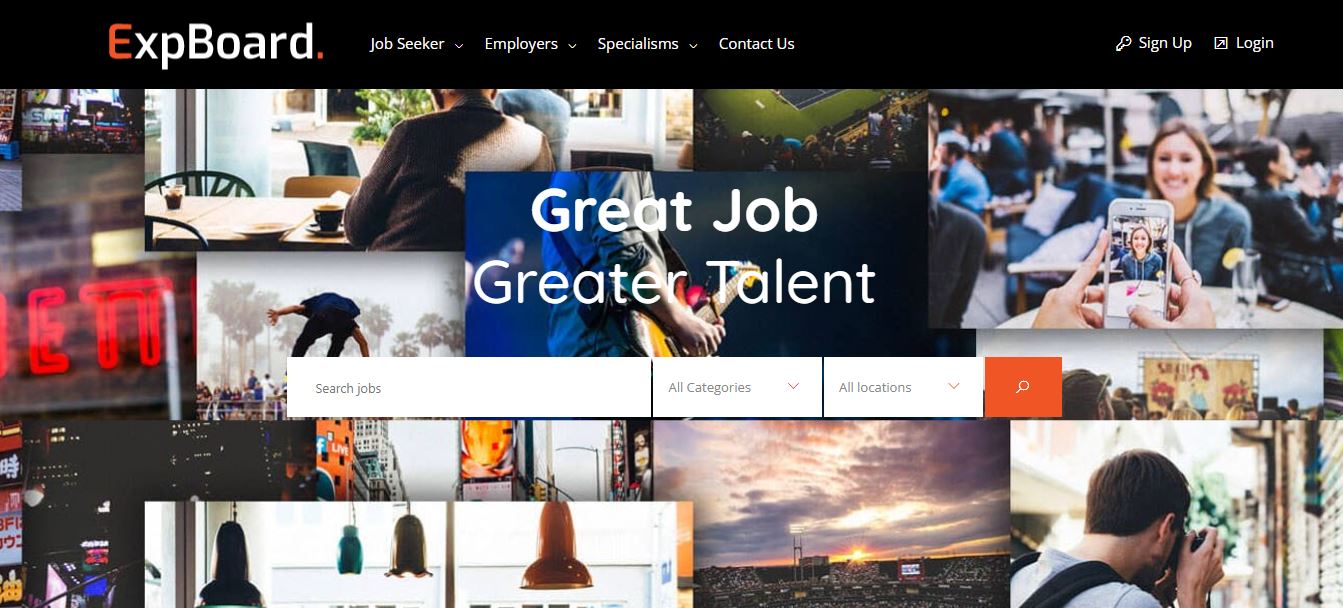 ExpBoard.
Job Seeker
Employers
Specialisms
Contact Us
Sign Up
Login
Great Job
Greater Talent
Search jobs
All Categories
All locations
LIVE